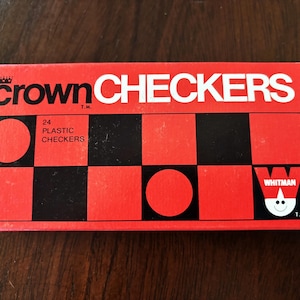 crown CHECKERS
T.M.
24
PLASTIC
CHECKERS
WHITMAN
T.